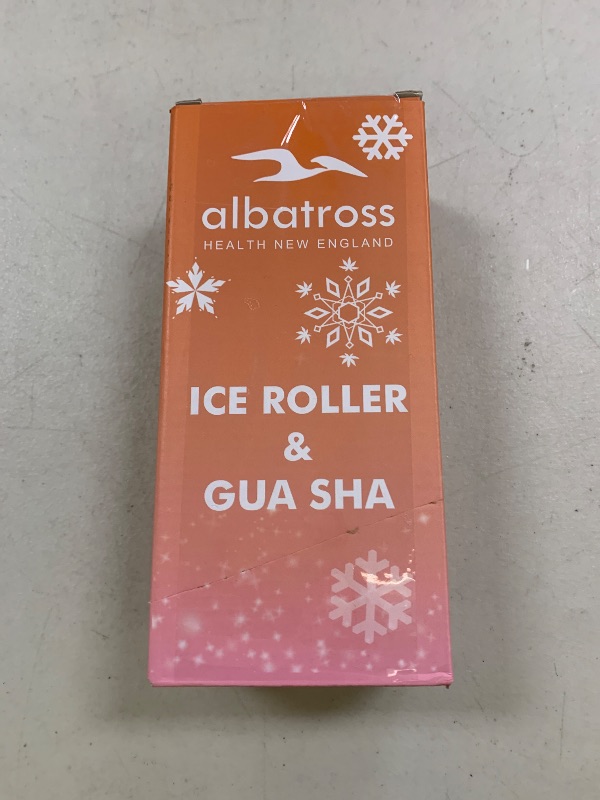 albatross
HEALTH NEW ENGLAND
ICE ROLLER
&
GUA SHA